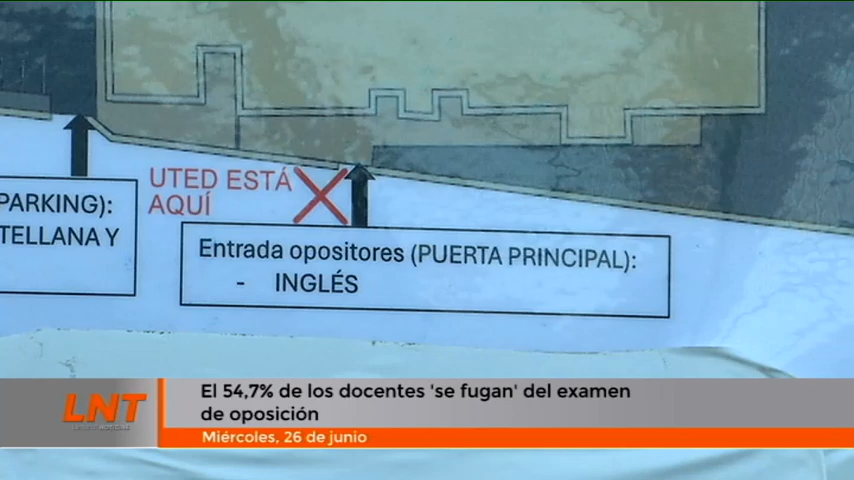 PARKING):
TELLANA Y
UTED ESTÁ
AQUÍ
Entrada opositores (PUERTA PRINCIPAL):
- INGLÉS
LNT
El 54,7% de los docentes 'se fugan' del examen
de oposición
Miércoles, 26 de junio